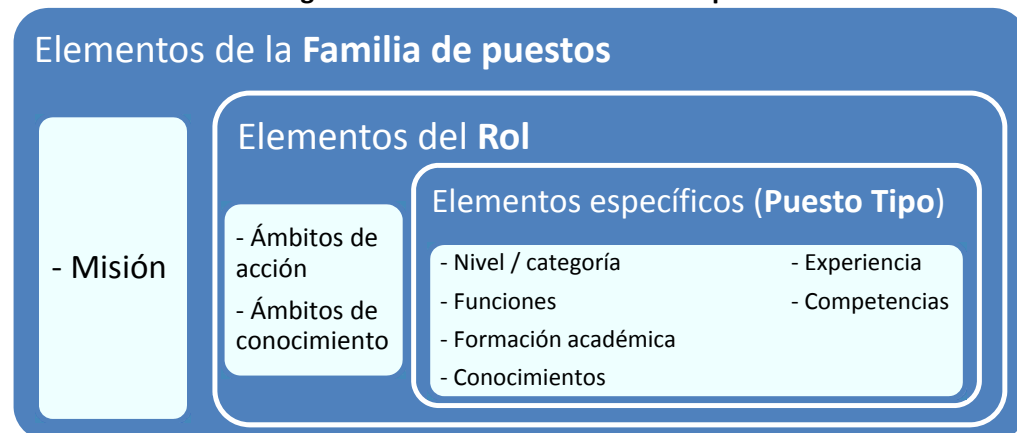 Elementos de la Familia de puestos
Elementos del Rol
Elementos específicos (Puesto Tipo)
- Misión
- Ámbitos de
acción
- Ámbitos de
conocimiento
- Nivel / categoría
- Funciones
- Formación académica
- Conocimientos
- Experiencia
- Competencias